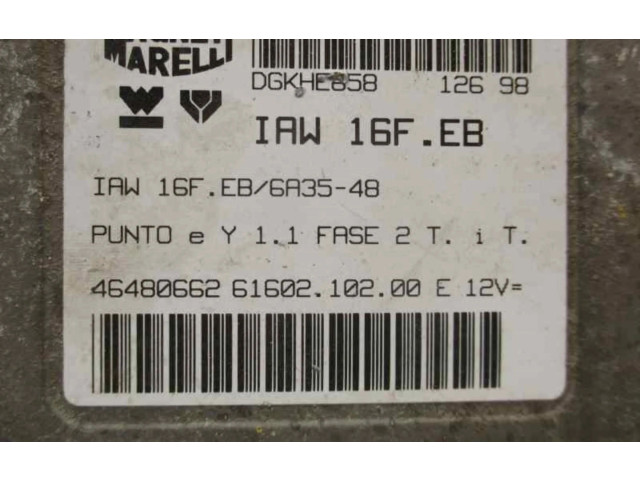 MARELLI
DGKHE858 126 98
IAW 16F.EB
IAW 16F.EB/6A35-48
PUNTO e Y 1.1 FASE 2 T. i T.
46480662 61602.102.00 E 12V=